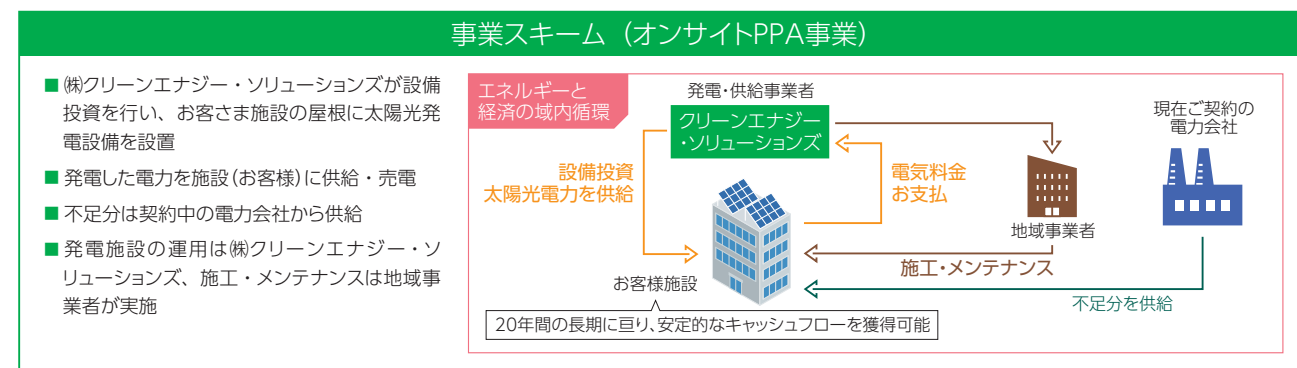 事業スキーム（オンサイトPPA事業）
■ ㈱クリーンエナジー・ソリューションズが設備
投資を行い、お客さま施設の屋根に太陽光発
電設備を設置
■ 発電した電力を施設（お客様）に供給・売電
■ 不足分は契約中の電力会社から供給
■ 発電施設の運用は㈱クリーンエナジー・ソ
リューションズ、施工・メンテナンスは地域事
業者が実施
エネルギーと
経済の域内循環
発電・供給事業者
クリーンエナジー
・ソリューションズ
現在ご契約の
電力会社
設備投資
太陽光電力を供給
電気料金
お支払
地域事業者
施工・メンテナンス
お客様施設
不足分を供給
20年間の長期に亘り、安定的なキャッシュフローを獲得可能